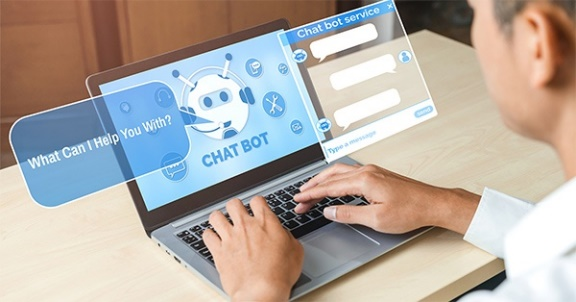 What Can I Help You With?
CHAT BOT
Chat bot service
Type a message